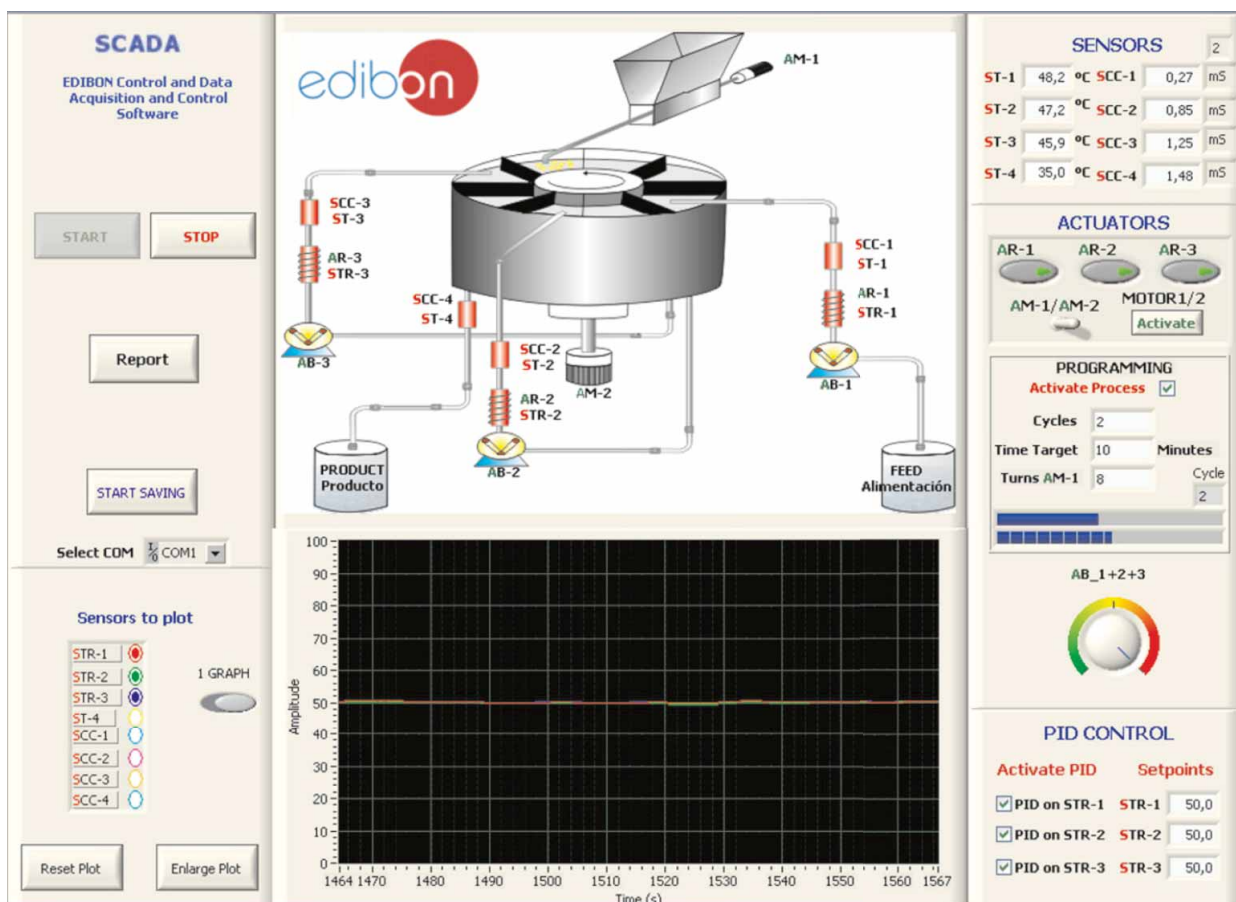 SCADA
EDIBON Control and Data
Acquisition and Control
Software
START
STOP
Report
START SAVING
Select COM
I/O COM1
Sensors to plot
STR-1
STR-2
STR-3
ST-4
SCC-1
SCC-2
SCC-3
SCC-4
1 GRAPH
Reset Plot
Enlarge Plot
edibon
AM-1
SCC-3
ST-3
AR-3
STR-3
AB-3
SCC-4
ST-4
SCC-2
ST-2
AR-2
STR-2
AB-2
AM-2
SCC-1
ST-1
AR-1
STR-1
AB-1
PRODUCT
Producto
FEED
Alimentación
Amplitude
100
90
80
70
60
50
40
30
20
10
0
1464 1470 1480 1490 1500 1510 1520 1530 1540 1550 1560 1567
Time (s)
SENSORS 2
ST-1 48,2 ºC SCC-1 0,27 mS
ST-2 47,2 ºC SCC-2 0,85 mS
ST-3 45,9 ºC SCC-3 1,25 mS
ST-4 35,0 ºC SCC-4 1,48 mS
ACTUATORS
AR-1 AR-2 AR-3
AM-1/AM-2
MOTOR1/2
Activate
PROGRAMMING
Activate Process
Cycles 2
Time Target 10 Minutes
Turns AM-1 8
Cycle
2
AB_1+2+3
PID CONTROL
Activate PID Setpoints
PID on STR-1 STR-1 50,0
PID on STR-2 STR-2 50,0
PID on STR-3 STR-3 50,0